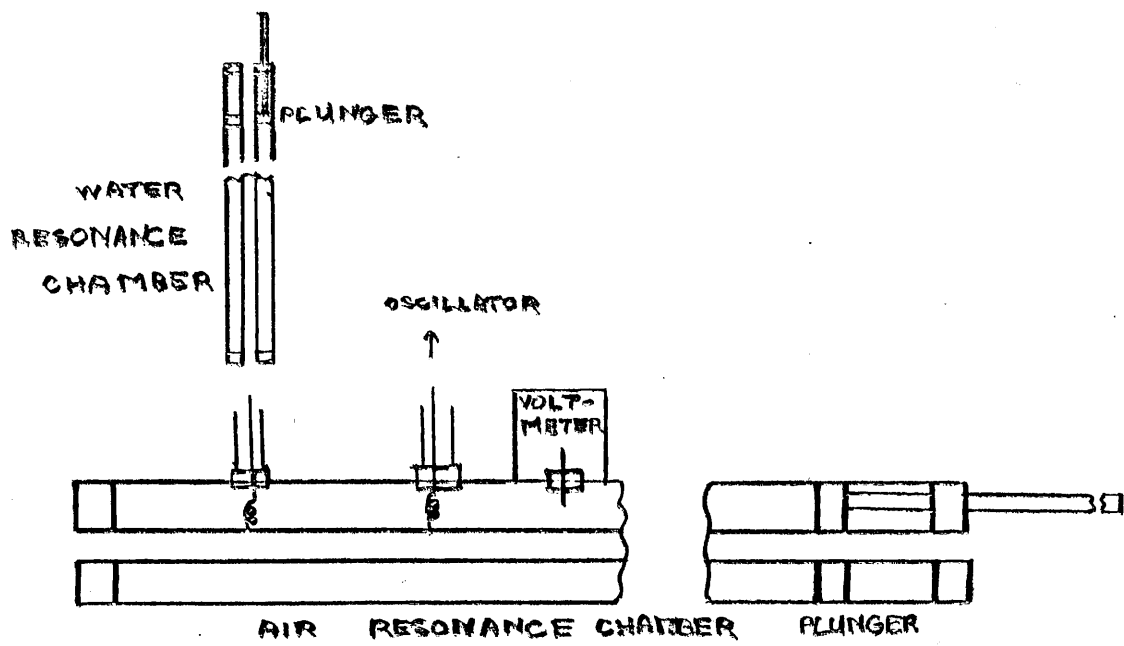 PLUNGER
WATER
RESONANCE
CHAMBER
OSCILLATOR
VOLT-
METER
AIR RESONANCE CHAMBER PLUNGER